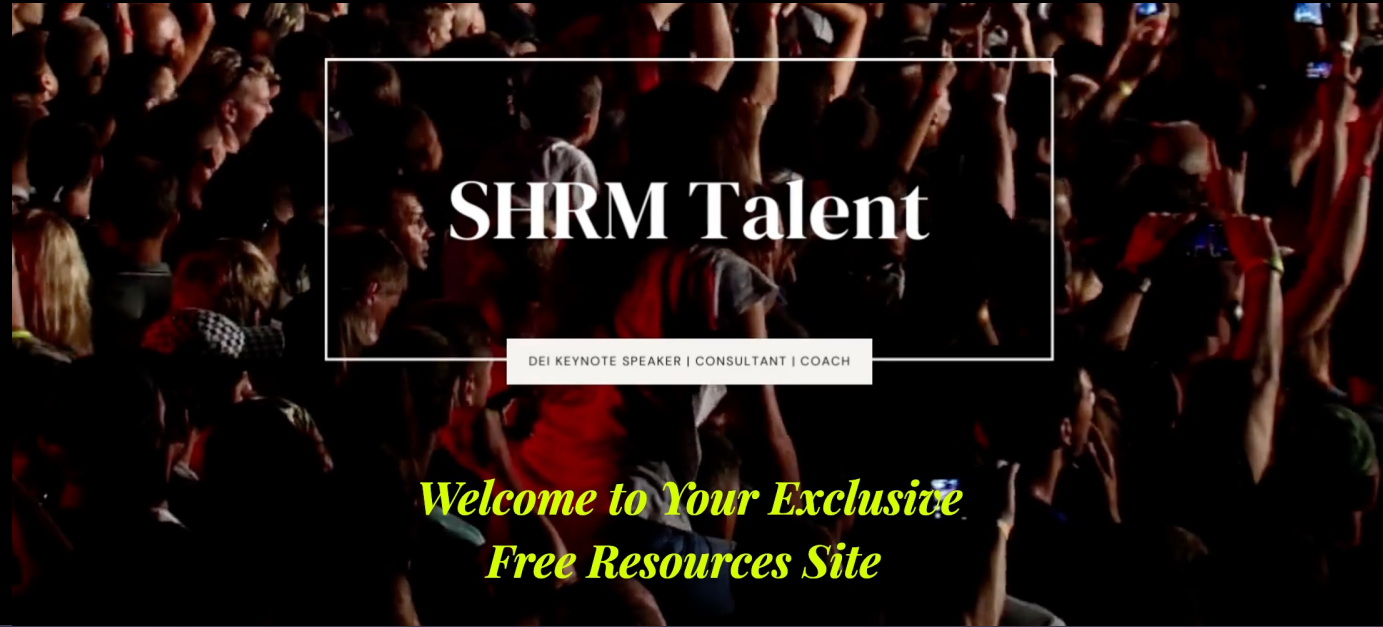 SHRM Talent
DEI KEYNOTE SPEAKER | CONSULTANT | COACH
Welcome to Your Exclusive
Free Resources Site